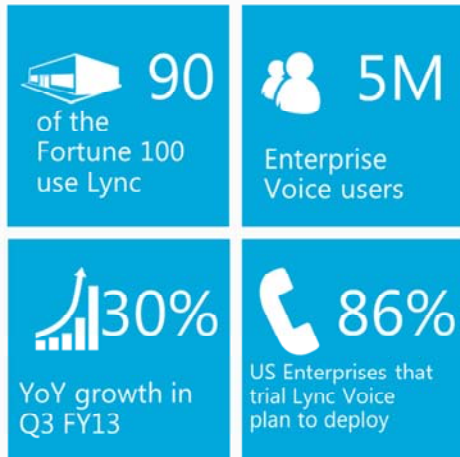 90
of the
Fortune 100
use Lync
5M
Enterprise
Voice users
30%
YoY growth in
Q3 FY13
86%
US Enterprises that
trial Lync Voice
plan to deploy